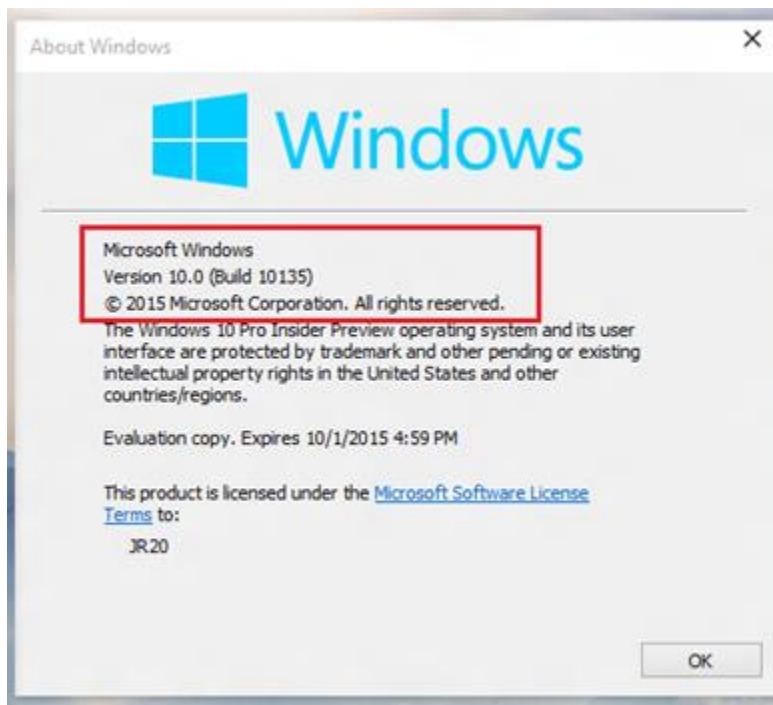 About Windows
Windows
Microsoft Windows
Version 10.0 (Build 10135)
© 2015 Microsoft Corporation. All rights reserved.
The Windows 10 Pro Insider Preview operating system and its user
interface are protected by trademark and other pending or existing
intellectual property rights in the United States and other
countries/regions.
Evaluation copy. Expires 10/1/2015 4:59 PM
This product is licensed under the Microsoft Software License
Terms to:
JR20
OK